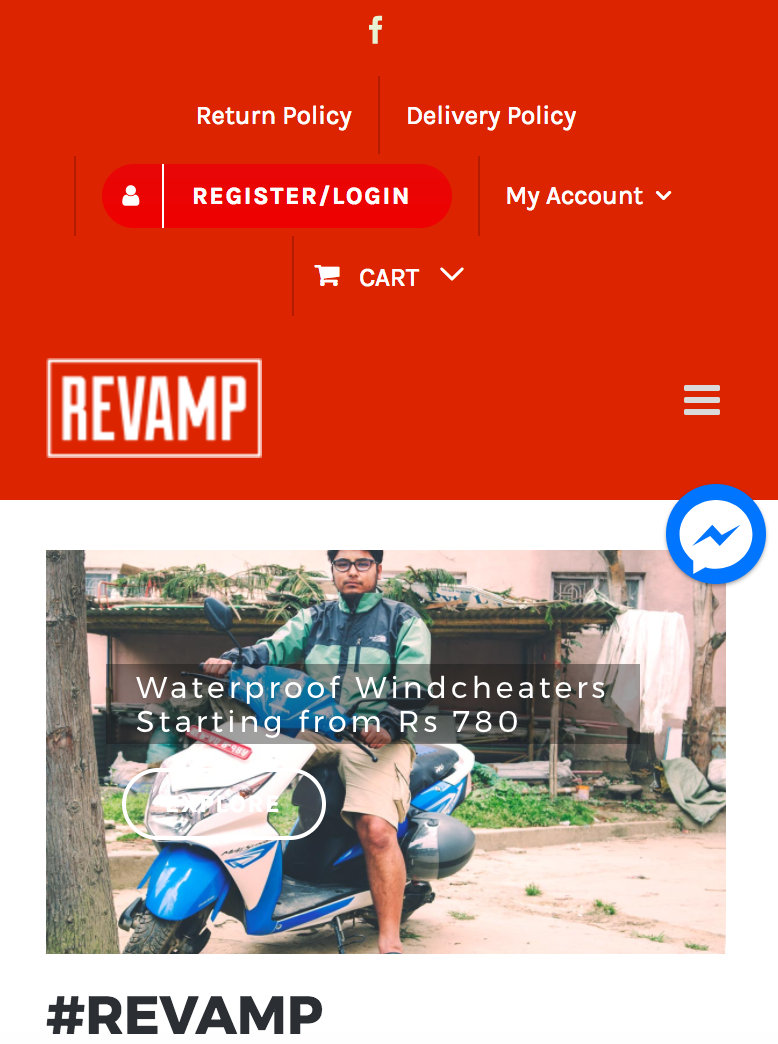 Return Policy
Delivery Policy
REGISTER/LOGIN
My Account
CART
REVAMP
Waterproof Windcheaters
Starting from Rs 780
EXPLORE
#REVAMP